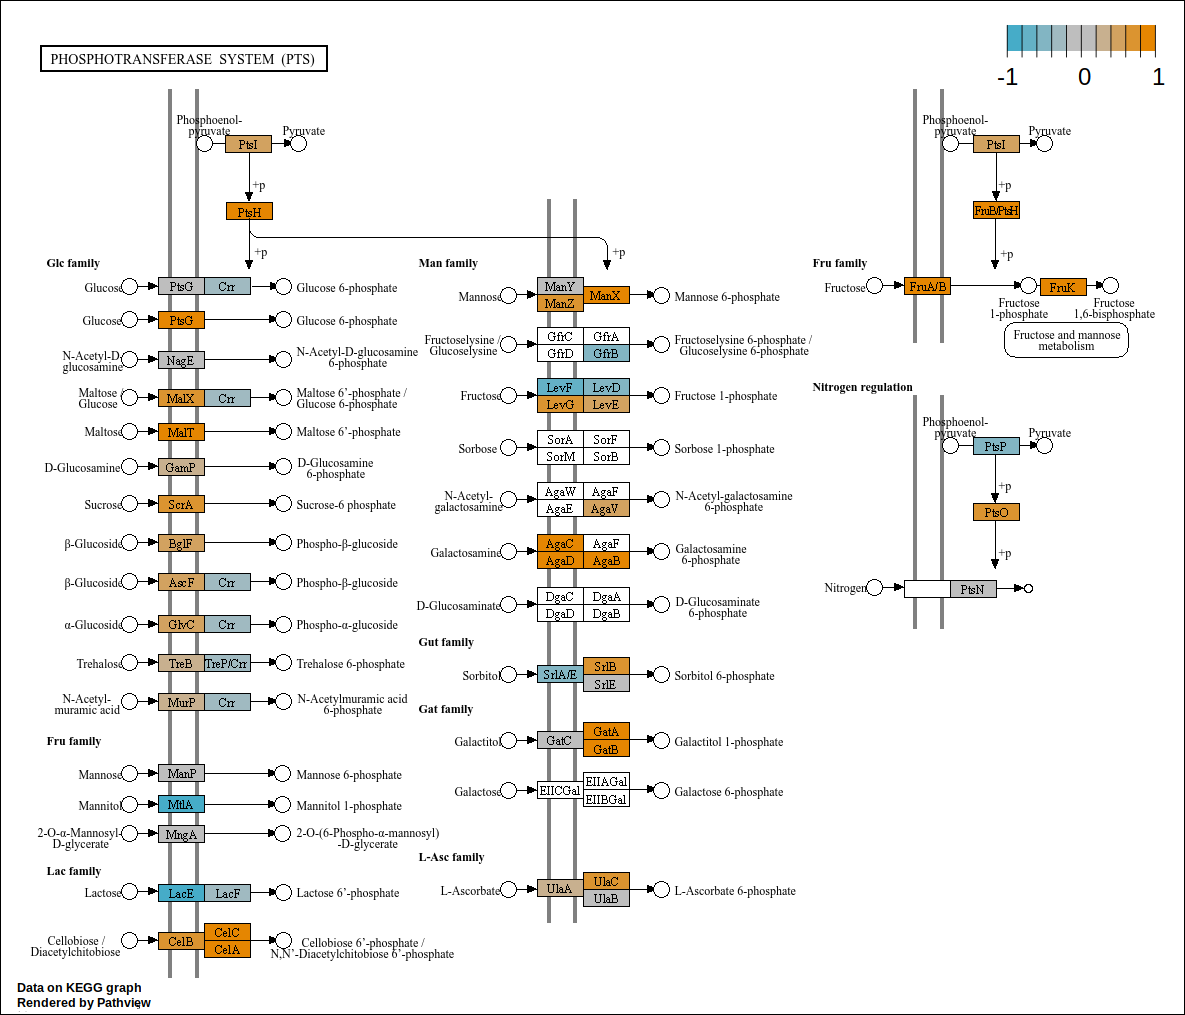 PHOSPHOTRANSFERASE SYSTEM (PTS)
-1 0 1
Phosphoenol-
pyruvate
Pyruvate
PtsI
+p
PtsH
+p
+p
Glc family
Glucose PtsG Crr Glucose 6-phosphate
Glucose PtsG Glucose 6-phosphate
N-Acetyl-D-
glucosamine
NagE
N-Acetyl-D-glucosamine
6-phosphate
Maltose /
Glucose
MalX Crr
Maltose 6'-phosphate /
Glucose 6-phosphate
Maltose MalT Maltose 6'-phosphate
D-Glucosamine GamP
D-Glucosamine
6-phosphate
Sucrose ScrA Sucrose-6 phosphate
β-Glucoside BglF Phospho-β-glucoside
β-Glucoside AscF Crr Phospho-β-glucoside
α-Glucoside GlvC Crr Phospho-α-glucoside
Trehalose TreB TreP/Crr Trehalose 6-phosphate
N-Acetyl-
muramic acid
MurP Crr
N-Acetylmuramic acid
6-phosphate
Fru family
Mannose ManP Mannose 6-phosphate
Mannitol MtlA Mannitol 1-phosphate
2-O-α-Mannosyl-
D-glycerate
MngA
2-O-(6-Phospho-α-mannosyl)
-D-glycerate
Lac family
Lactose LacE LacF Lactose 6'-phosphate
Cellobiose /
Diacetylchitobiose
CelB
CelC
CelA
Cellobiose 6'-phosphate /
N,N'-Diacetylchitobiose 6'-phosphate
Man family
Mannose
ManY
ManZ
ManX
Mannose 6-phosphate
Fructoselysine /
Glucoselysine
GfrC GfrA
GfrD GfrB
Fructoselysine 6-phosphate /
Glucoselysine 6-phosphate
Fructose
LevF LevD
LevG LevE
Fructose 1-phosphate
Sorbose
SorA SorF
SorM SorB
Sorbose 1-phosphate
N-Acetyl-
galactosamine
AgaW AgaF
AgaE AgaV
N-Acetyl-galactosamine
6-phosphate
Galactosamine
AgaC AgaF
AgaD AgaB
Galactosamine
6-phosphate
D-Glucosaminate
DgaC DgaA
DgaD DgaB
D-Glucosaminate
6-phosphate
Gut family
Sorbitol
SrlA/E
SrlB
SrlE
Sorbitol 6-phosphate
Gat family
Galactitol
GatC
GatA
GatB
Galactitol 1-phosphate
Galactose
EIICGal
EIIAGal
EIIBGal
Galactose 6-phosphate
L-Asc family
L-Ascorbate
UlaA
UlaC
UlaB
L-Ascorbate 6-phosphate
Phosphoenol-
pyruvate
Pyruvate
PtsI
+p
FruB/PtsH
+p
Fru family
Fructose FruA/B FruK
Fructose
1-phosphate
Fructose
1,6-bisphosphate
Fructose and mannose
metabolism
Nitrogen regulation
Phosphoenol-
pyruvate
Pyruvate
PtsP
+p
PtsO
+p
Nitrogen PtsN
Data on KEGG graph
Rendered by Pathview